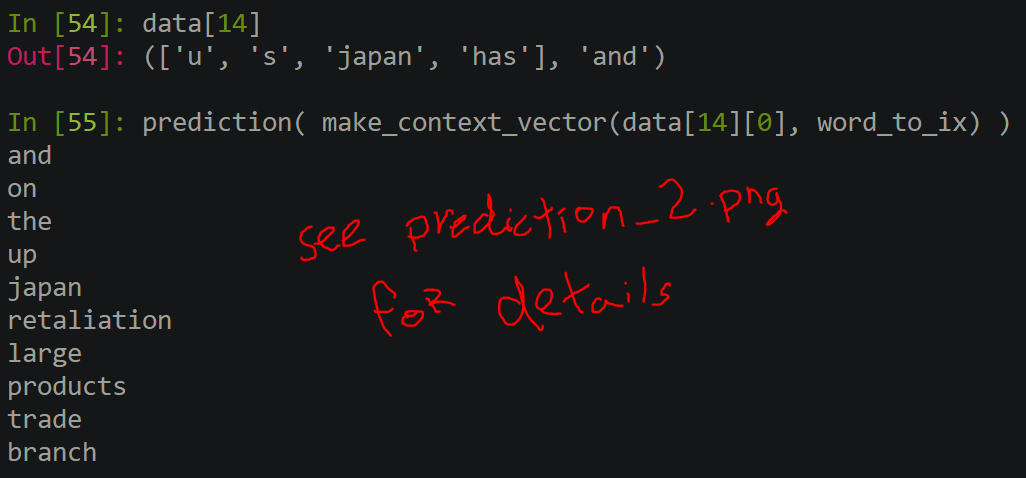 In [54]: data[14]
Out[54]: (['u', 's', 'japan', 'has'], 'and')
In [55]: prediction( make_context_vector(data[14][0], word_to_ix) )
and
on
the
up
japan
retaliation
large
products
trade
branch
see prediction_2.png
for details